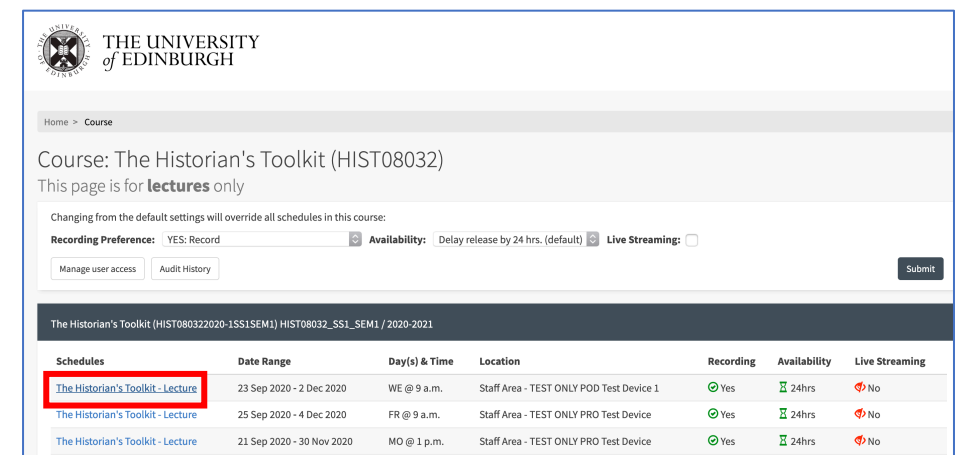 THE UNIVERSITY
of EDINBURGH
Home > Course
Course: The Historian's Toolkit (HIST08032)
This page is for lectures only
Changing from the default settings will override all schedules in this course:
Recording Preference: YES: Record Availability: Delay release by 24 hrs. (default) Live Streaming:
Manage user access Audit History Submit
The Historian's Toolkit (HIST080322020-1SS1SEM1) HIST08032_SS1_SEM1 / 2020-2021
Schedules Date Range Day(s) & Time Location Recording Availability Live Streaming
The Historian's Toolkit - Lecture 23 Sep 2020 - 2 Dec 2020 WE @ 9 a.m. Staff Area - TEST ONLY POD Test Device 1 Yes 24hrs No
The Historian's Toolkit - Lecture 25 Sep 2020 - 4 Dec 2020 FR @ 9 a.m. Staff Area - TEST ONLY PRO Test Device Yes 24hrs No
The Historian's Toolkit - Lecture 21 Sep 2020 - 30 Nov 2020 MO @ 1 p.m. Staff Area - TEST ONLY PRO Test Device Yes 24hrs No